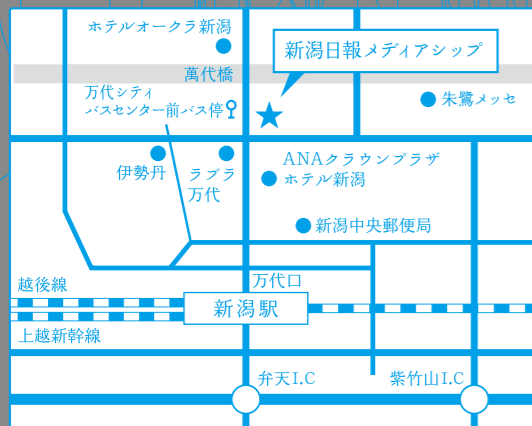 ホテルオークラ新潟
新潟日報メディアシップ
萬代橋
万代シティ
バスセンター前バス停
朱鷺メッセ
伊勢丹
ラブラ
万代
ANAクラウンプラザ
ホテル新潟
新潟中央郵便局
越後線
万代口
新潟駅
上越新幹線
弁天I.C
紫竹山I.C